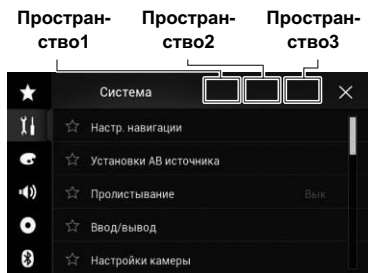 Простран-
ство1
Простран-
ство2
Простран-
ство3
Система
Настр. навигации
Установки АВ источника
Пролистывание Вык
Ввод/вывод
Настройки камеры